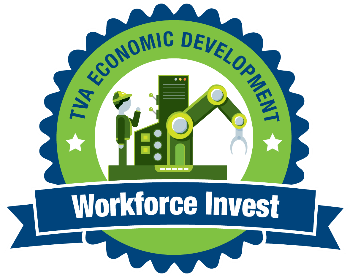 TVA ECONOMIC DEVELOPMENT
Workforce Invest